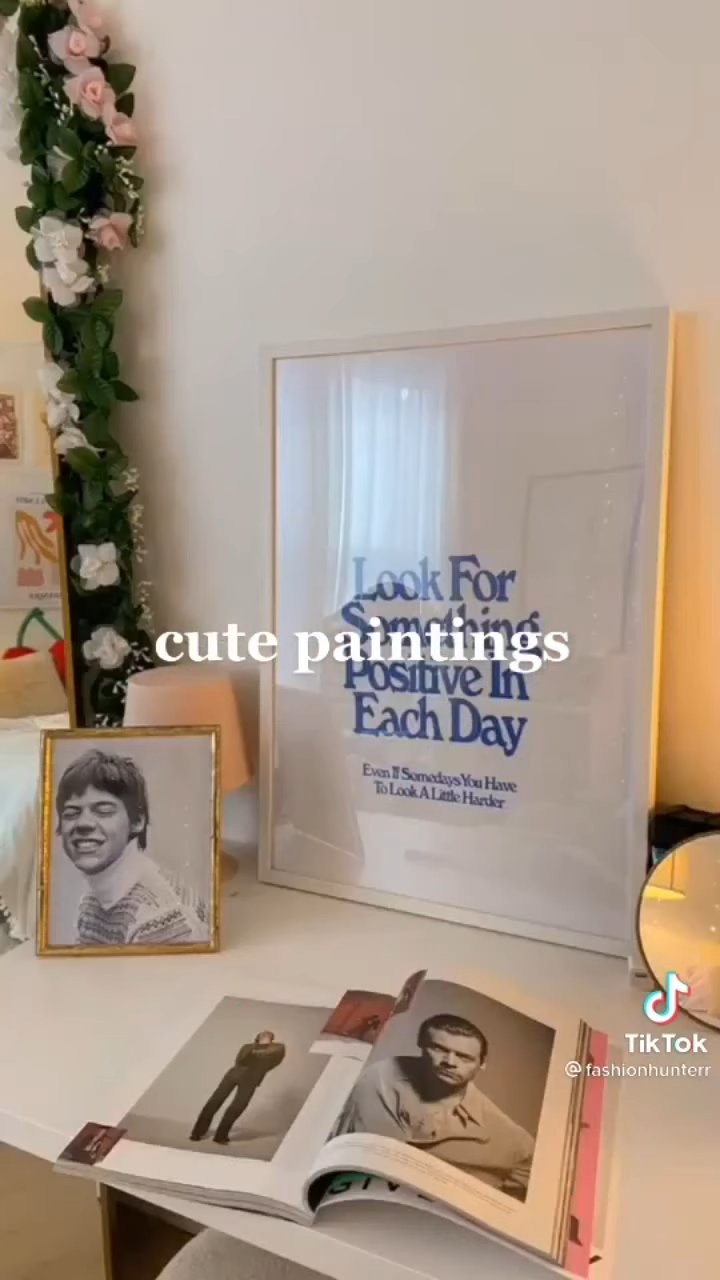 Look For
Something
Positive In
Each Day
Even If Somedays You Have
To Look A Little Harder
cute paintings
TikTok
@fashionhunterr